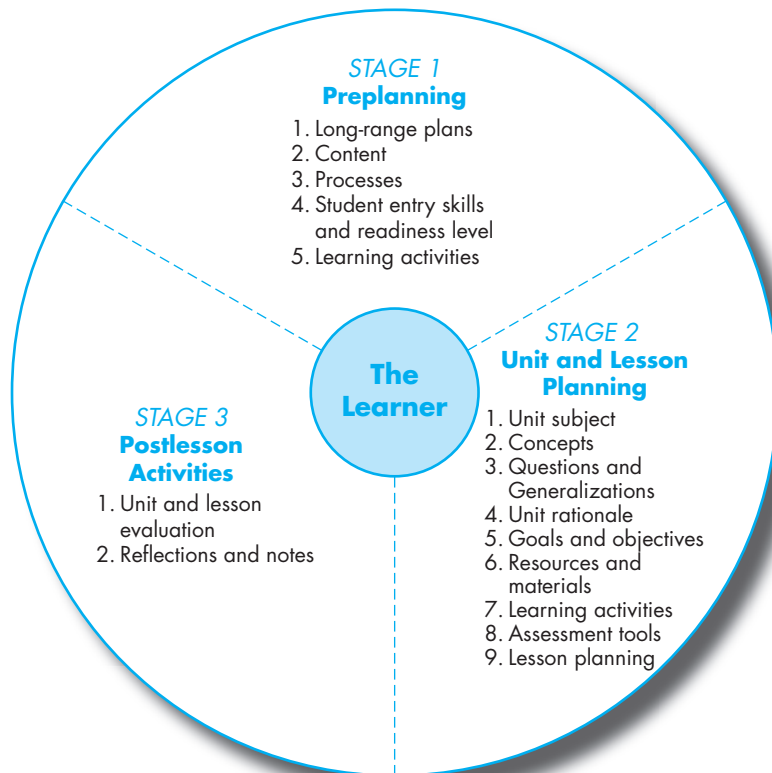 STAGE 1
Preplanning
1. Long-range plans
2. Content
3. Processes
4. Student entry skills
and readiness level
5. Learning activities
The
Learner
STAGE 2
Unit and Lesson
Planning
1. Unit subject
2. Concepts
3. Questions and
Generalizations
4. Unit rationale
5. Goals and objectives
6. Resources and
materials
7. Learning activities
8. Assessment tools
9. Lesson planning
STAGE 3
Postlesson
Activities
1. Unit and lesson
evaluation
2. Reflections and notes